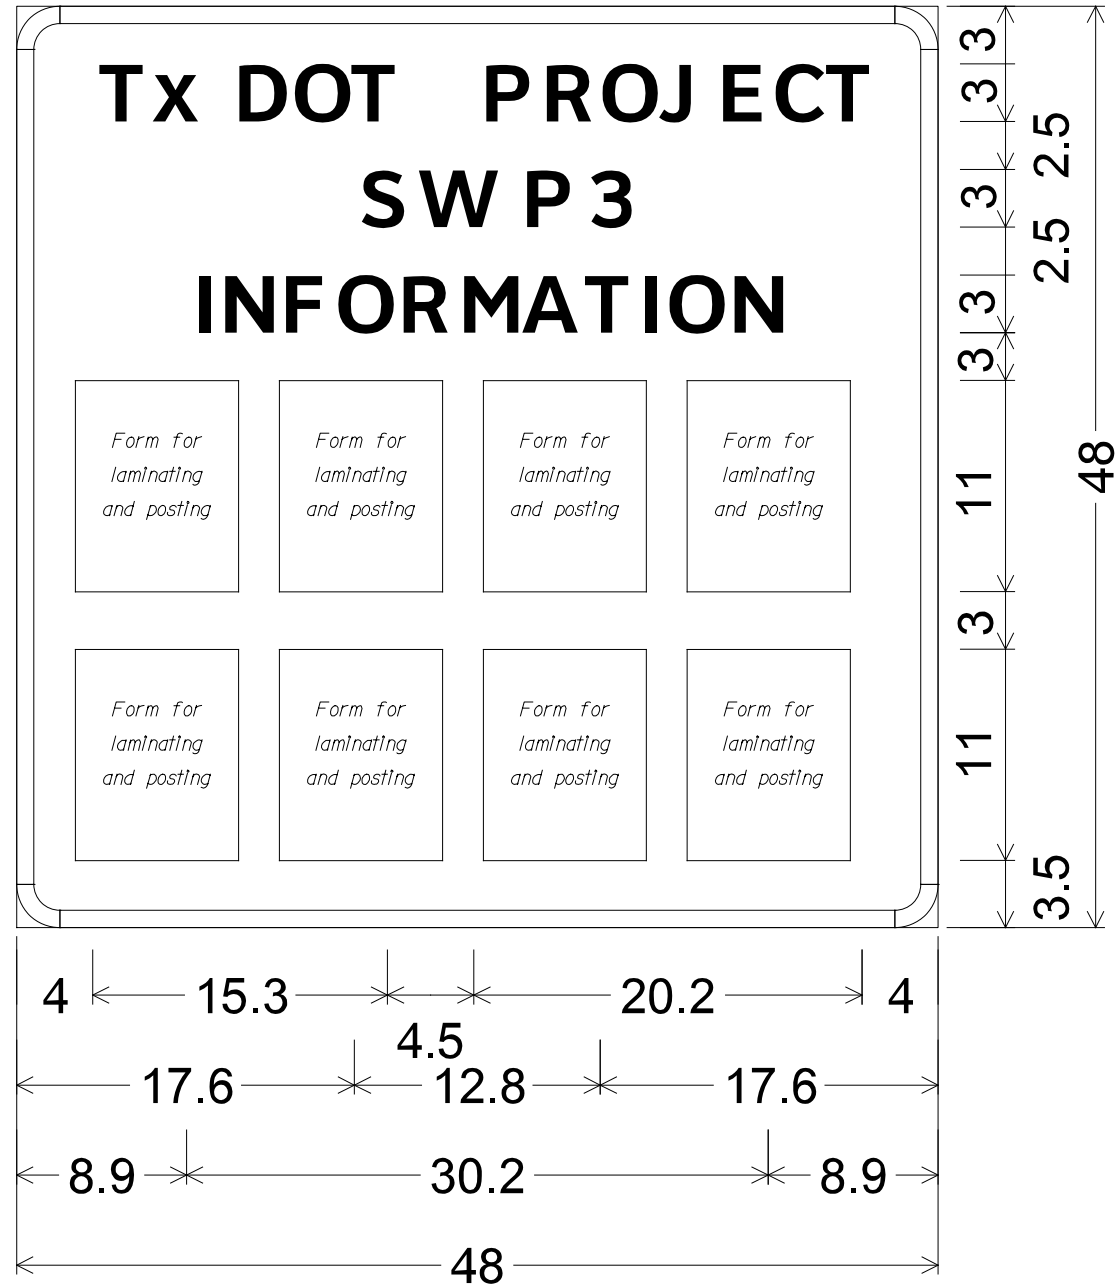 Tx DOT PROJECT
SWP3
INFORMATION
Form for
laminating
and posting
Form for
laminating
and posting
Form for
laminating
and posting
Form for
laminating
and posting
Form for
laminating
and posting
Form for
laminating
and posting
Form for
laminating
and posting
Form for
laminating
and posting
3
3
2.5
3
2.5
3
3
11
3
11
3.5
48
4
15.3
4.5
20.2
4
17.6
12.8
17.6
8.9
30.2
8.9
48